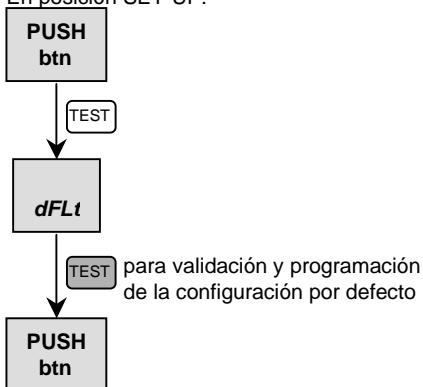 En posición SET-UP:
PUSH
btn
TEST
dFLt
TEST para validación y programación
de la configuración por defecto
PUSH
btn